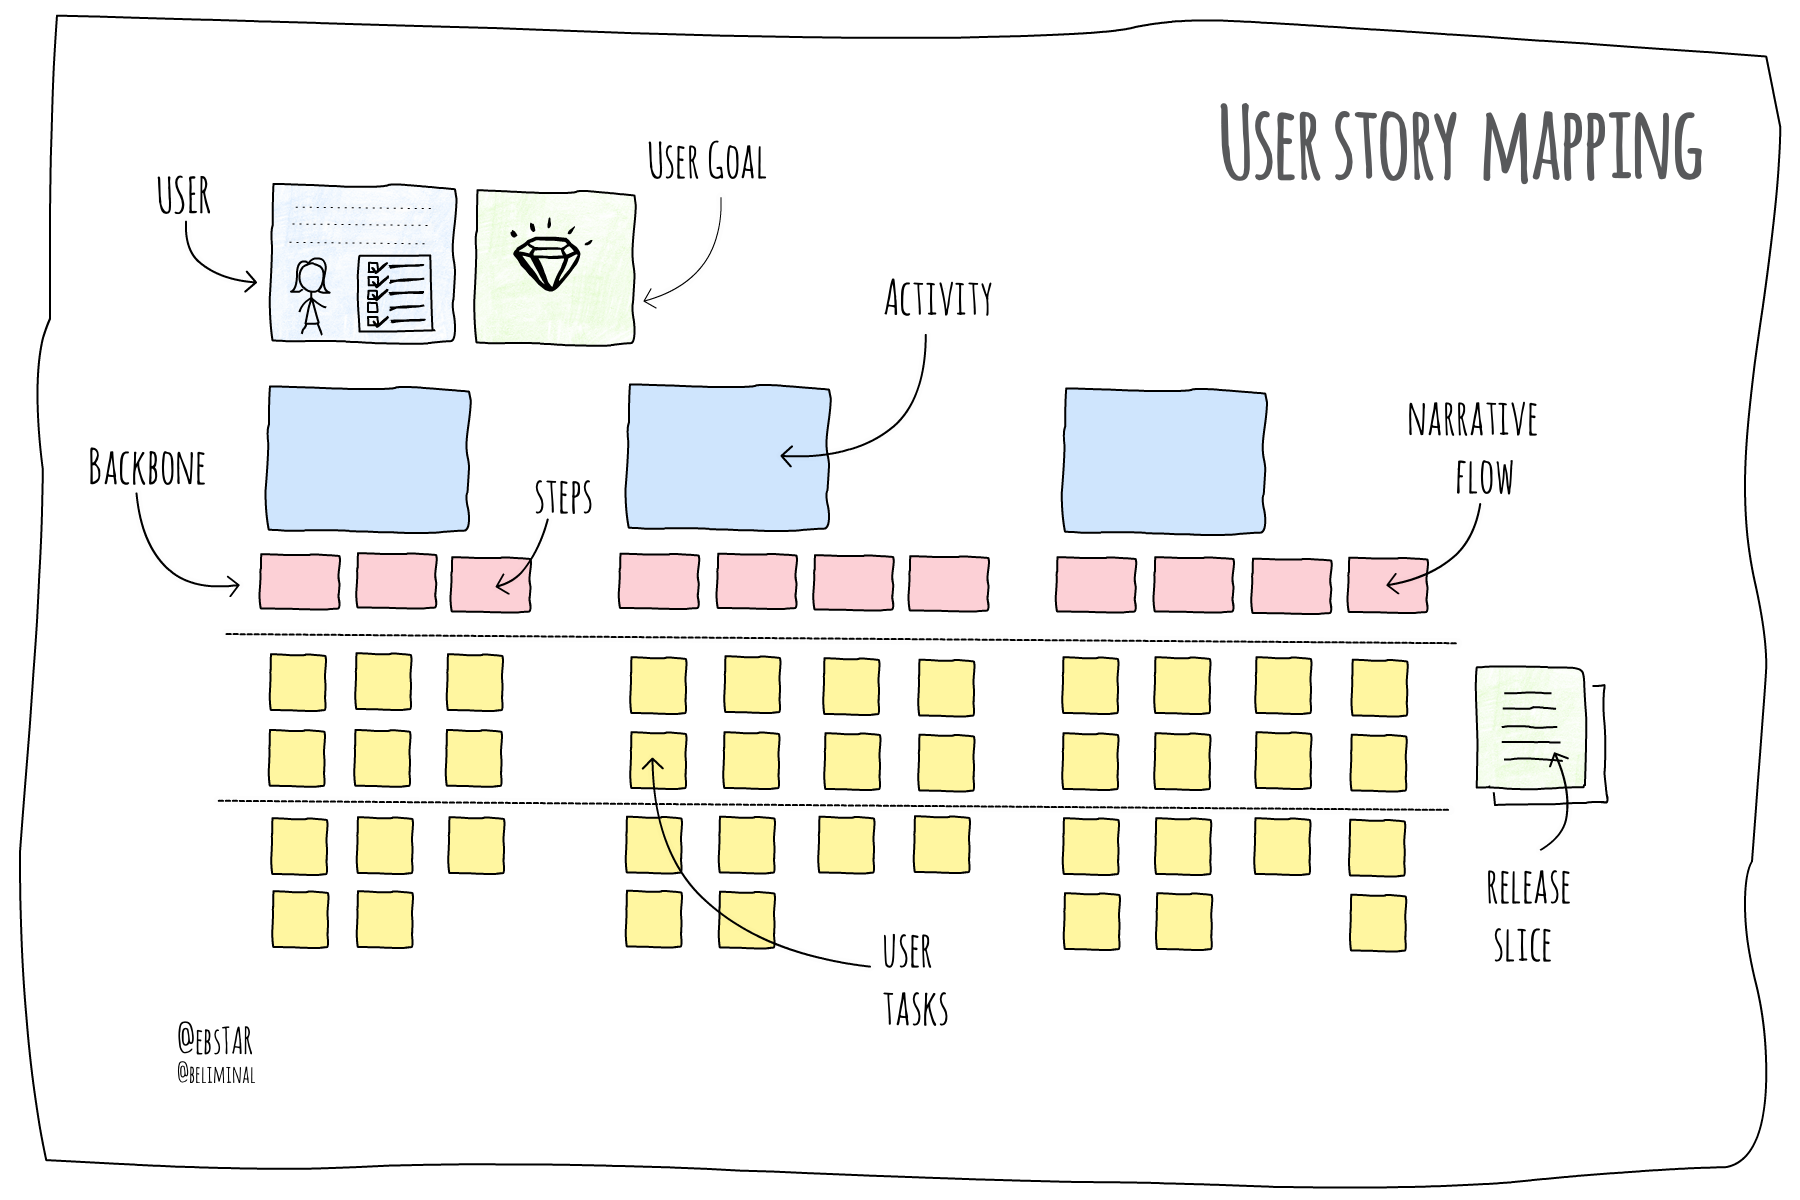 User story mapping
User Goal
user
Activity
narrative
flow
Backbone
steps
release
slice
user
tasks
@ebstar
@beliminal